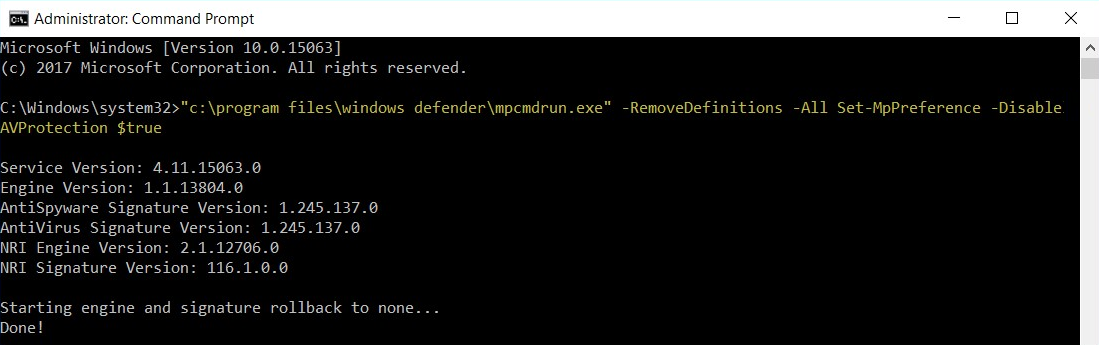 Administrator: Command Prompt
Microsoft Windows [Version 10.0.15063]
(c) 2017 Microsoft Corporation. All rights reserved.
C:\Windows\system32>"c:\program files\windows defender\mpcmdrun.exe" -RemoveDefinitions -All Set-MpPreference -Disable
AVProtection $true
Service Version: 4.11.15063.0
Engine Version: 1.1.13804.0
AntiSpyware Signature Version: 1.245.137.0
AntiVirus Signature Version: 1.245.137.0
NRI Engine Version: 2.1.12706.0
NRI Signature Version: 116.1.0.0
Starting engine and signature rollback to none...
Done!